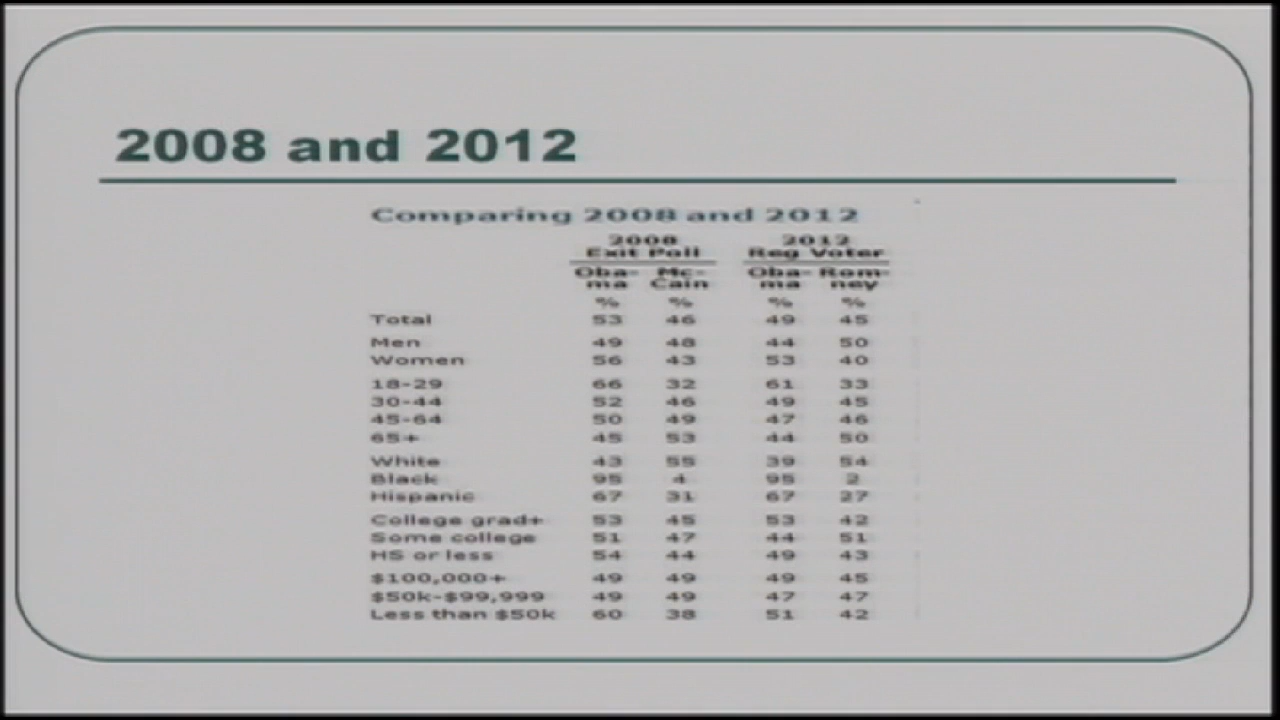 2008 and 2012
Comparing 2008 and 2012
2008 2012
Exit Poll Reg Voter
Oba- Mc- Oba- Rom-
ma Cain ma ney
% % % %
Total 53 46 49 45
Men 49 48 44 50
Women 56 43 53 40
18-29 66 32 61 33
30-44 52 46 49 45
45-64 50 49 47 46
65+ 45 53 44 50
White 43 55 39 54
Black 95 4 95 2
Hispanic 67 31 67 27
College grad+ 53 45 53 42
Some college 51 47 44 51
HS or less 54 44 49 43
$100,000+ 49 49 49 45
$50k-$99,999 49 49 47 47
Less than $50k 60 38 51 42